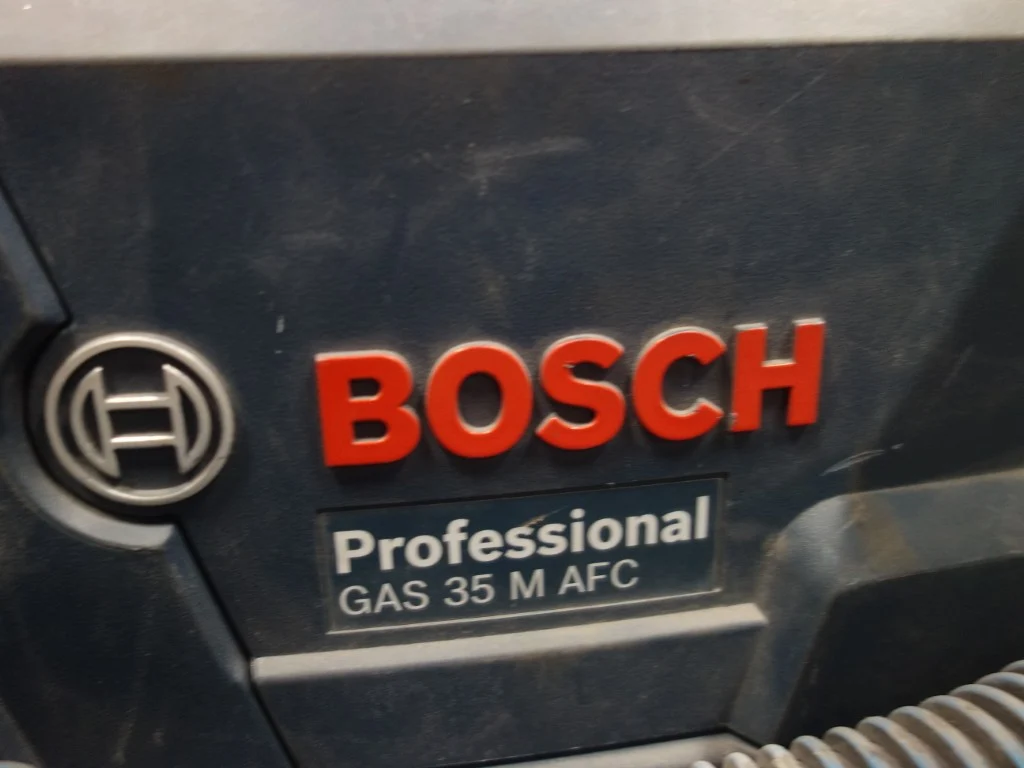 BOSCH
Professional
GAS 35 M AFC